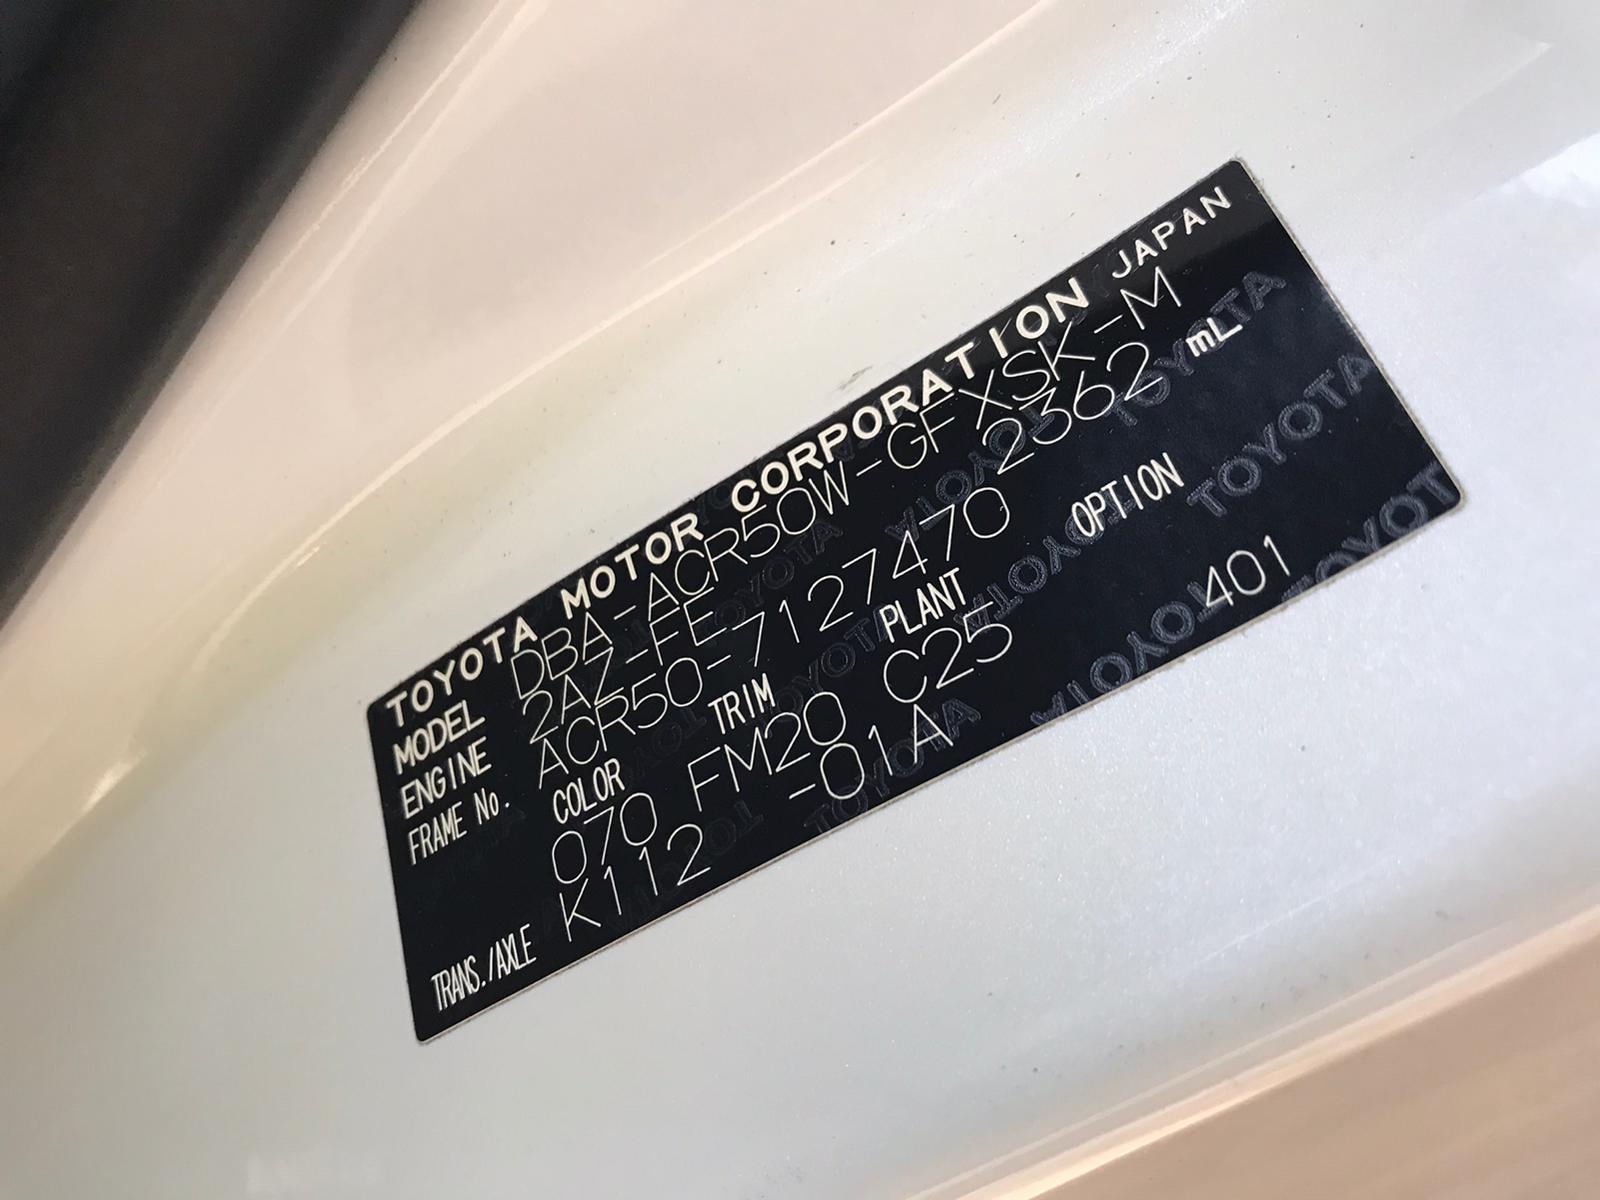 TOYOTA MOTOR CORPORATION JAPAN
MODEL DBA-ACR50W-GFXSK-M
ENGINE 2AZ-FE 2362 mL
FRAME No. ACR50-7127470
COLOR TRIM PLANT OPTION
070 FM20 C25 401
TRANS./AXLE K112 -01A